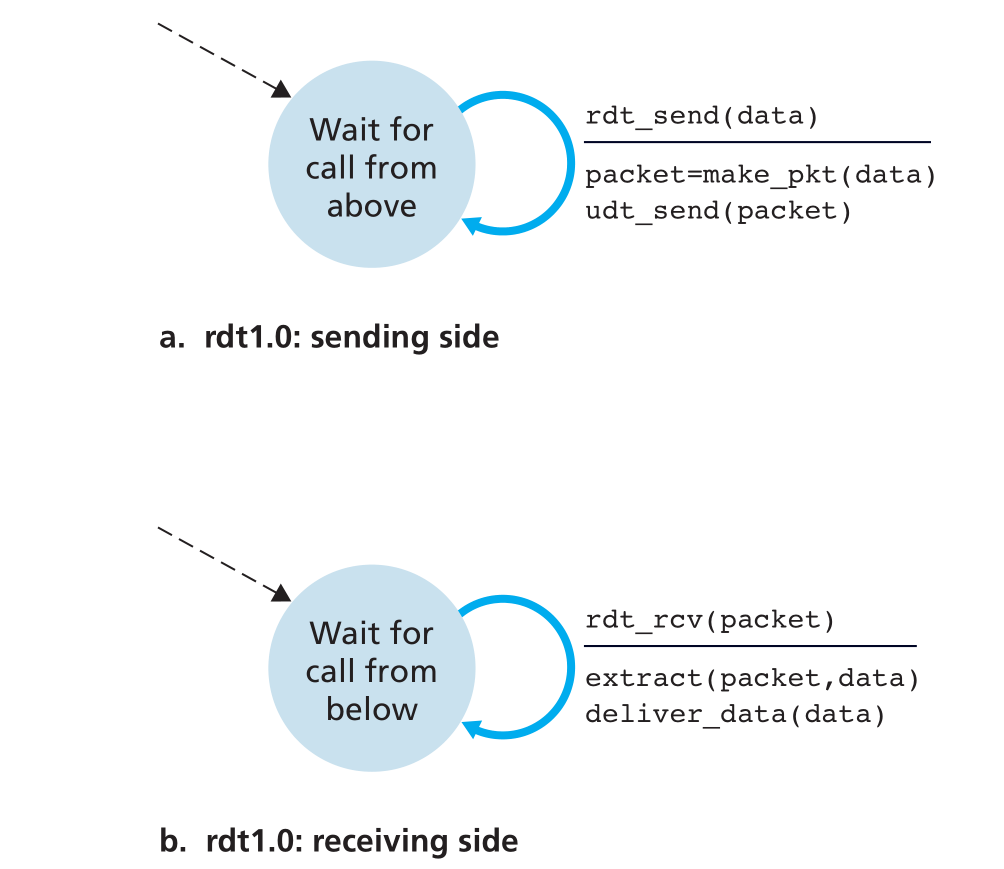 Wait for
call from
above
rdt_send(data)
packet=make_pkt(data)
udt_send(packet)
a. rdt1.0: sending side
Wait for
call from
below
rdt_rcv(packet)
extract(packet,data)
deliver_data(data)
b. rdt1.0: receiving side